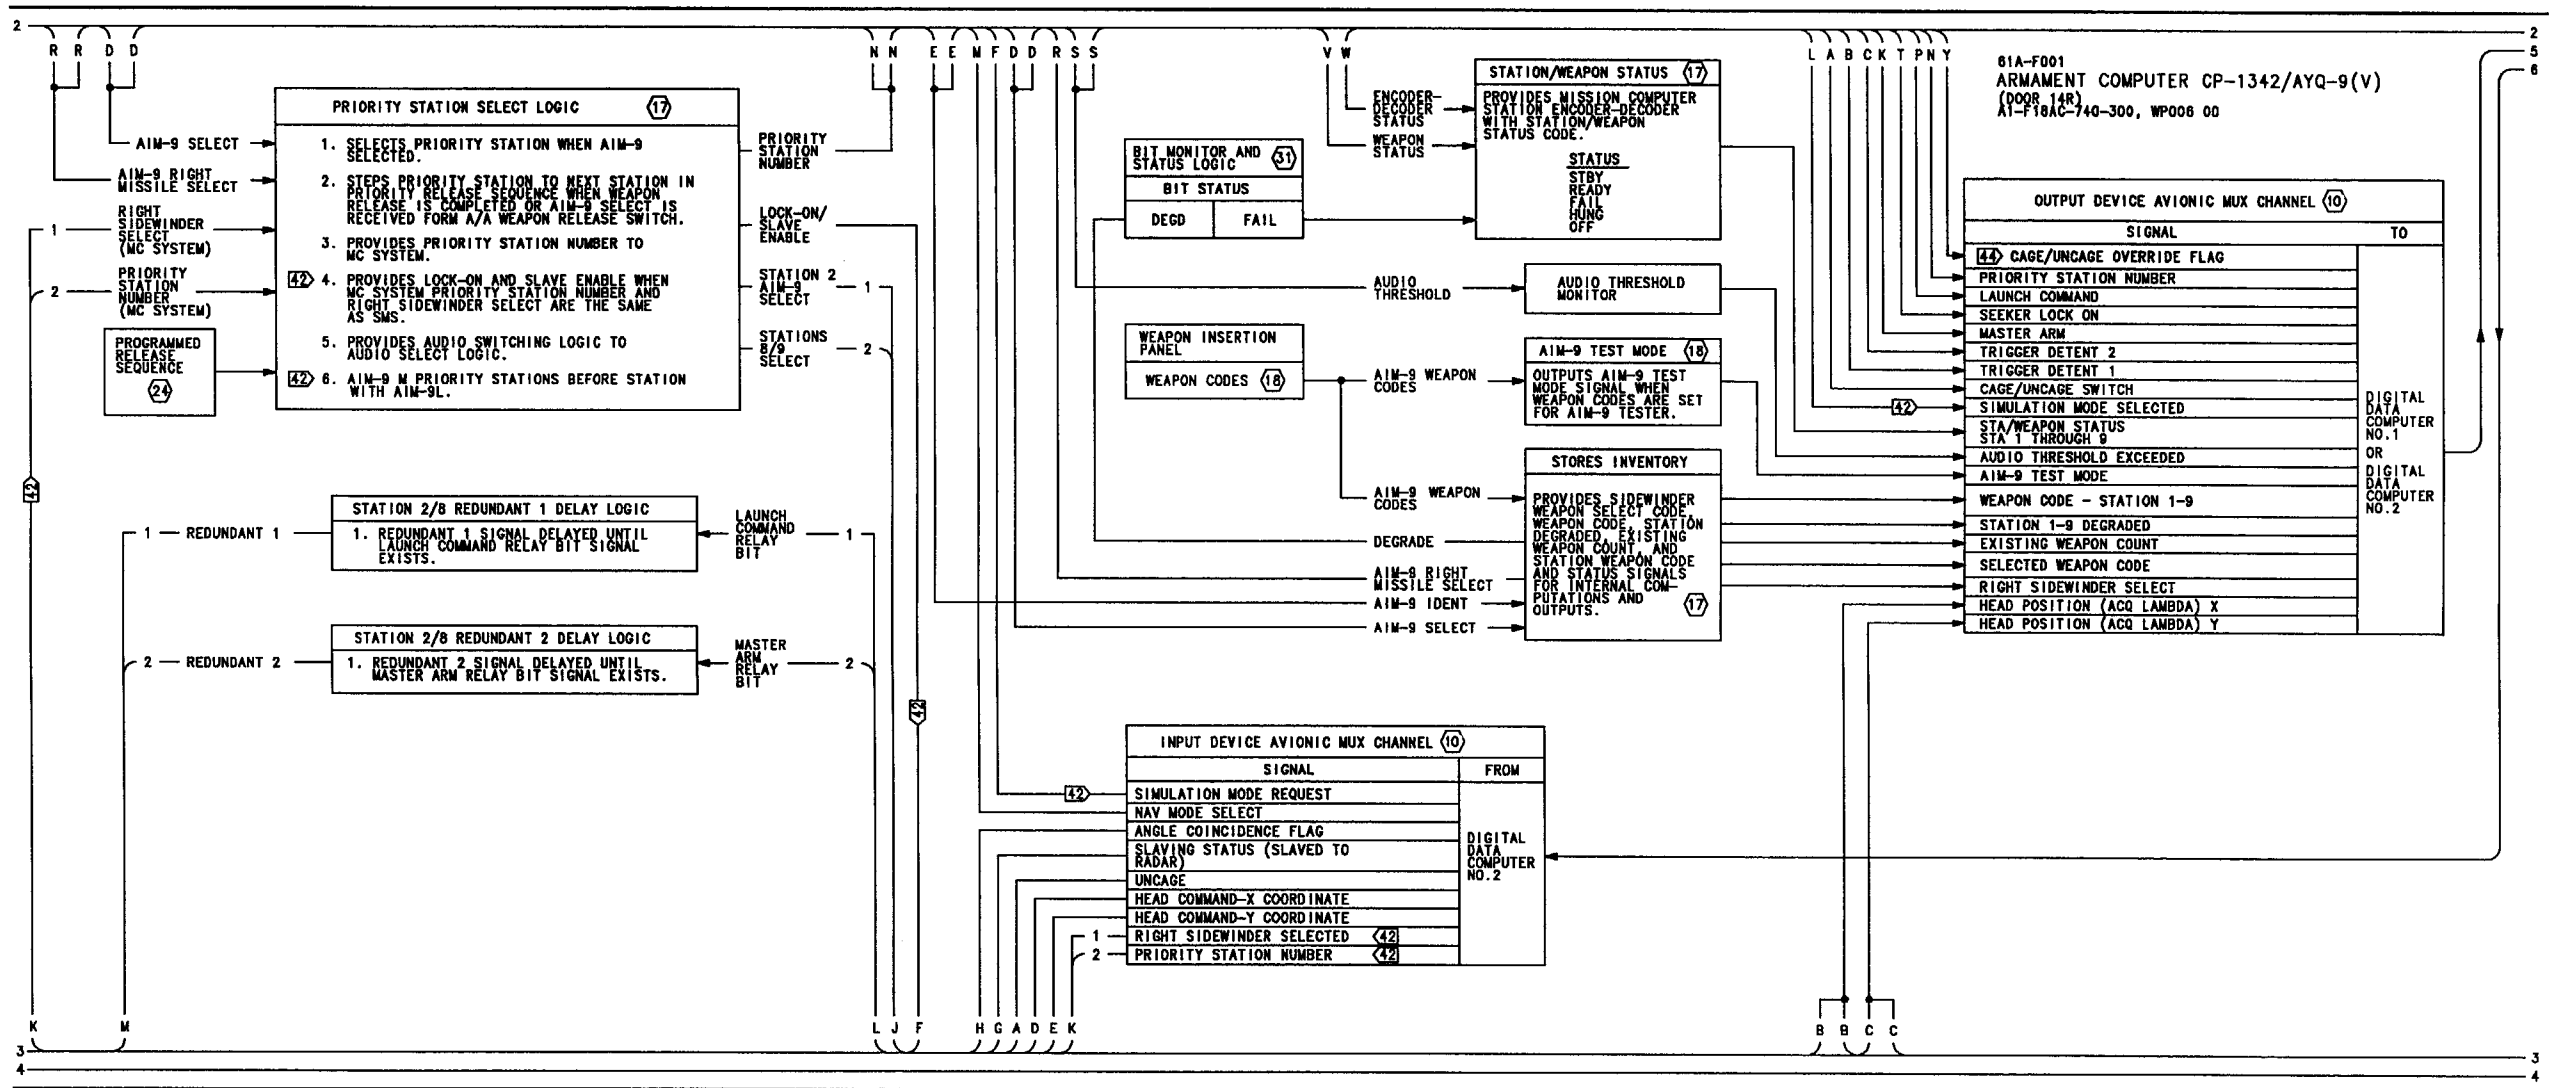 2
R R D D
N N E E M F D D R S S
V W
L A B C K T P N Y
2
5
6
61A-F001
ARMAMENT COMPUTER CP-1342/AYQ-9(V)
(DOOR 14R)
A1-F18AC-740-300, WP006 00
PRIORITY STATION SELECT LOGIC 17
1. SELECTS PRIORITY STATION WHEN AIM-9
SELECTED.
2. STEPS PRIORITY STATION TO NEXT STATION IN
PRIORITY RELEASE SEQUENCE WHEN WEAPON
RELEASE IS COMPLETED OR AIM-9 SELECT IS
RECEIVED FORM A/A WEAPON RELEASE SWITCH.
3. PROVIDES PRIORITY STATION NUMBER TO
MC SYSTEM.
42 4. PROVIDES LOCK-ON AND SLAVE ENABLE WHEN
MC SYSTEM PRIORITY STATION NUMBER AND
RIGHT SIDEWINDER SELECT ARE THE SAME
AS SMS.
5. PROVIDES AUDIO SWITCHING LOGIC TO
AUDIO SELECT LOGIC.
42 6. AIM-9 M PRIORITY STATIONS BEFORE STATION
WITH AIM-9L.
AIM-9 SELECT
AIM-9 RIGHT
MISSILE SELECT
1
RIGHT
SIDEWINDER
SELECT
(MC SYSTEM)
2
PRIORITY
STATION
NUMBER
(MC SYSTEM)
PROGRAMMED
RELEASE
SEQUENCE
24
42
PRIORITY
STATION
NUMBER
LOCK-ON/
SLAVE
ENABLE
STATION 2
AIM-9
SELECT
1
STATIONS
8/9
SELECT
2
STATION 2/8 REDUNDANT 1 DELAY LOGIC
1. REDUNDANT 1 SIGNAL DELAYED UNTIL
LAUNCH COMMAND RELAY BIT SIGNAL
EXISTS.
1 REDUNDANT 1
LAUNCH
COMMAND
RELAY
BIT
1
STATION 2/8 REDUNDANT 2 DELAY LOGIC
1. REDUNDANT 2 SIGNAL DELAYED UNTIL
MASTER ARM RELAY BIT SIGNAL EXISTS.
2 REDUNDANT 2
MASTER
ARM
RELAY
BIT
2
42
ENCODER-
DECODER
STATUS
WEAPON
STATUS
STATION/WEAPON STATUS 17
PROVIDES MISSION COMPUTER
STATION ENCODER-DECODER
WITH STATION/WEAPON
STATUS CODE.
STATUS
STBY
READY
FAIL
HUNG
OFF
BIT MONITOR AND
STATUS LOGIC 31
BIT STATUS
DEGD FAIL
AUDIO
THRESHOLD
AUDIO THRESHOLD
MONITOR
WEAPON INSERTION
PANEL
WEAPON CODES 18
AIM-9 WEAPON
CODES
AIM-9 TEST MODE 18
OUTPUTS AIM-9 TEST
MODE SIGNAL WHEN
WEAPON CODES ARE SET
FOR AIM-9 TESTER.
STORES INVENTORY
PROVIDES SIDEWINDER
WEAPON SELECT CODE,
WEAPON CODE, STATION
DEGRADED, EXISTING
WEAPON COUNT, AND
STATION WEAPON CODE
AND STATUS SIGNALS
FOR INTERNAL COM-
PUTATIONS AND
OUTPUTS. 17
AIM-9 WEAPON
CODES
DEGRADE
AIM-9 RIGHT
MISSILE SELECT
AIM-9 IDENT
AIM-9 SELECT
OUTPUT DEVICE AVIONIC MUX CHANNEL 10
SIGNAL TO
44 CAGE/UNCAGE OVERRIDE FLAG
PRIORITY STATION NUMBER
LAUNCH COMMAND
SEEKER LOCK ON
MASTER ARM
TRIGGER DETENT 2
TRIGGER DETENT 1
CAGE/UNCAGE SWITCH
42 SIMULATION MODE SELECTED
STA/WEAPON STATUS
STA 1 THROUGH 9
AUDIO THRESHOLD EXCEEDED
AIM-9 TEST MODE
WEAPON CODE - STATION 1-9
STATION 1-9 DEGRADED
EXISTING WEAPON COUNT
SELECTED WEAPON CODE
RIGHT SIDEWINDER SELECT
HEAD POSITION (ACQ LAMBDA) X
HEAD POSITION (ACQ LAMBDA) Y
DIGITAL
DATA
COMPUTER
NO.1
OR
DIGITAL
DATA
COMPUTER
NO.2
INPUT DEVICE AVIONIC MUX CHANNEL 10
SIGNAL FROM
42 SIMULATION MODE REQUEST
NAV MODE SELECT
ANGLE COINCIDENCE FLAG
SLAVING STATUS (SLAVED TO
RADAR)
UNCAGE
HEAD COMMAND-X COORDINATE
HEAD COMMAND-Y COORDINATE
1 RIGHT SIDEWINDER SELECTED 42
2 PRIORITY STATION NUMBER 42
DIGITAL
DATA
COMPUTER
NO.2
K M
L J F
H G A D E K
B B C C
3
4
3
4